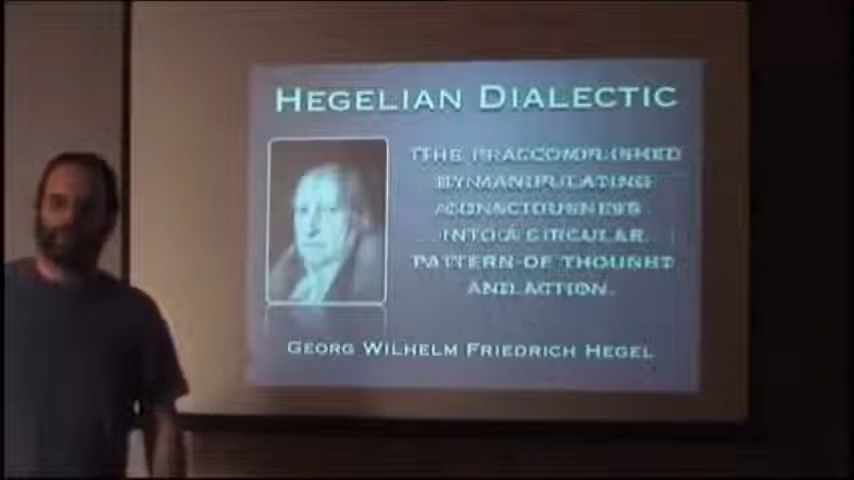 HEGELIAN DIALECTIC
BY MANIPULATING
INTO A CIRCULAR
PATTERN OF THOUGHT
AND ACTION.
GEORG WILHELM FRIEDRICH HEGEL